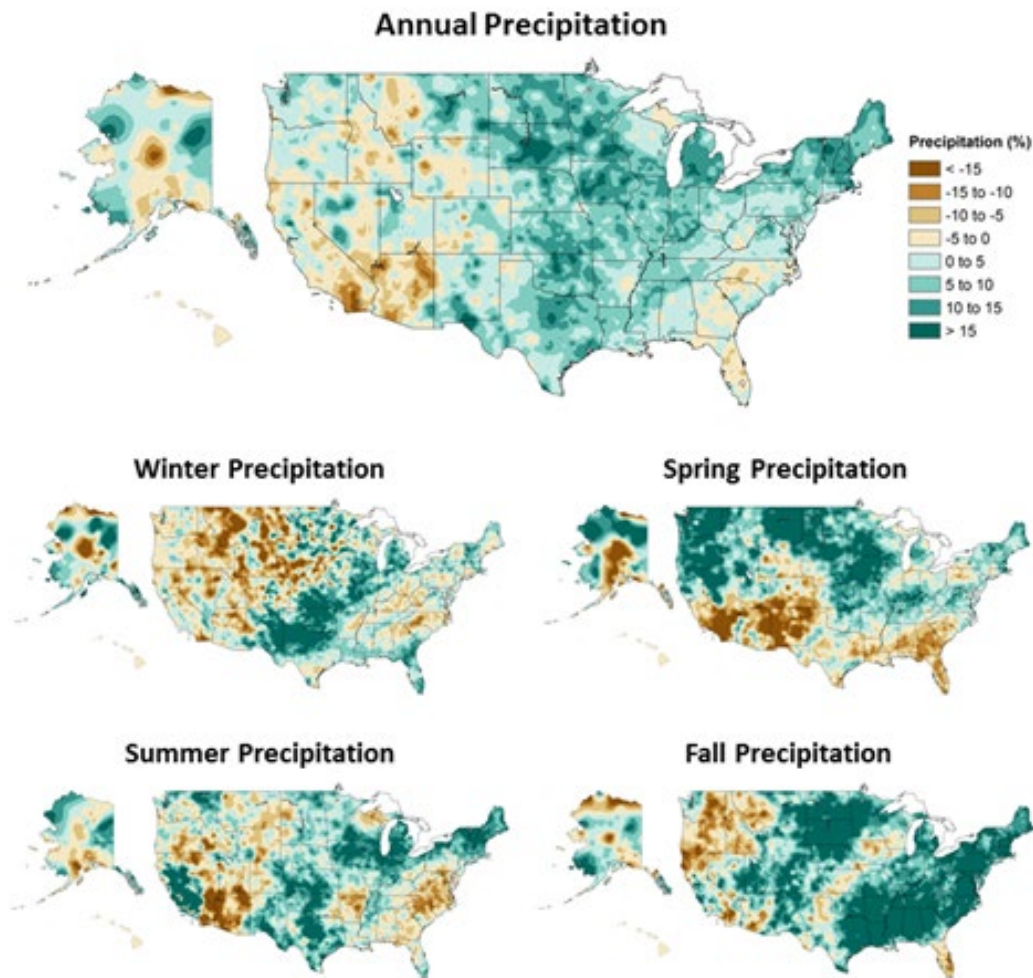 Annual Precipitation
Precipitation (%)
< -15
-15 to -10
-10 to -5
-5 to 0
0 to 5
5 to 10
10 to 15
> 15
Winter Precipitation
Spring Precipitation
Summer Precipitation
Fall Precipitation